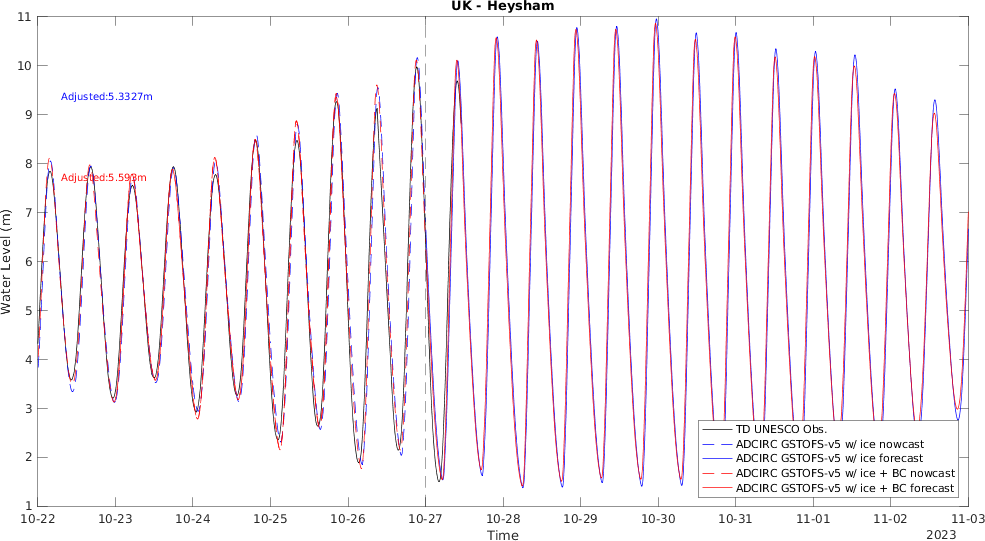 UK - Heysham
11
10
9
8
7
6
5
4
3
2
1
Water Level (m)
Adjusted:5.3327m
Adjusted:5.593m
TD UNESCO Obs.
ADCIRC GSTOFS-v5 w/ ice nowcast
ADCIRC GSTOFS-v5 w/ ice forecast
ADCIRC GSTOFS-v5 w/ ice + BC nowcast
ADCIRC GSTOFS-v5 w/ ice + BC forecast
10-22 10-23 10-24 10-25 10-26 10-27 10-28 10-29 10-30 10-31 11-01 11-02 11-03
Time
2023